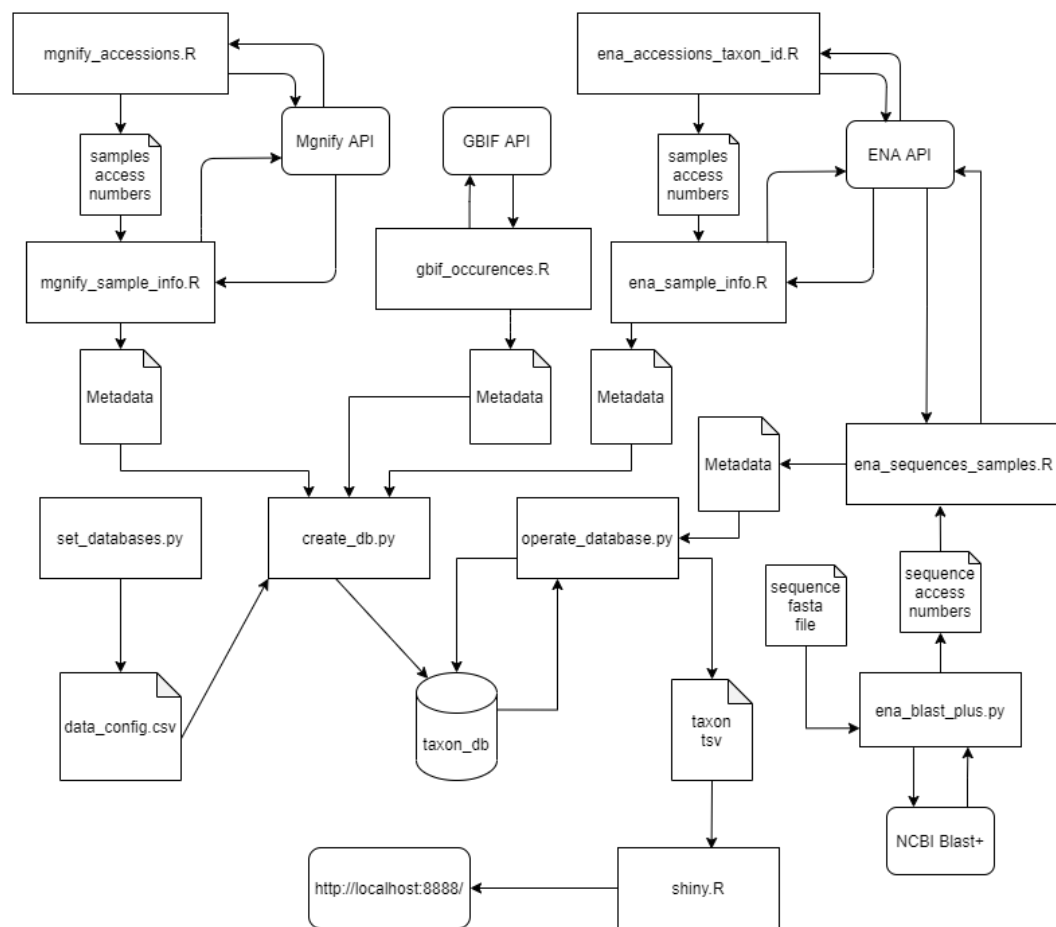 mgnify_accessions.R
ena_accessions_taxon_id.R
Mgnify API
GBIF API
ENA API
samples
access
numbers
samples
access
numbers
mgnify_sample_info.R
gbif_occurences.R
ena_sample_info.R
Metadata
Metadata
Metadata
Metadata
ena_sequences_samples.R
set_databases.py
create_db.py
operate_database.py
sequence
fasta
file
sequence
access
numbers
data_config.csv
taxon_db
taxon
tsv
ena_blast_plus.py
NCBI Blast+
http://localhost:8888/
shiny.R